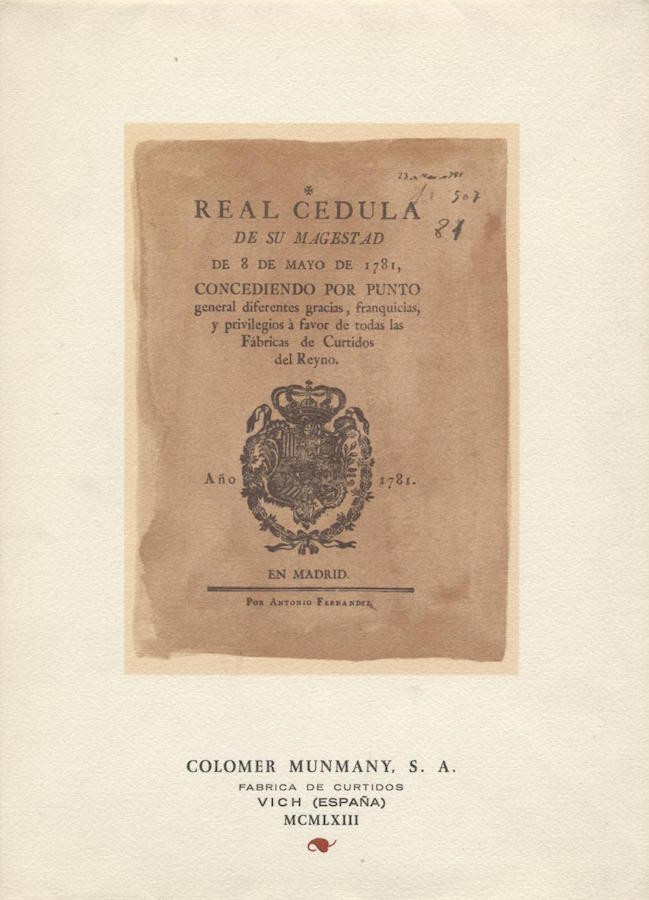 507
81
✠
REAL CEDULA
DE SU MAGESTAD
DE 8 DE MAYO DE 1781,
CONCEDIENDO POR PUNTO
general diferentes gracias, franquicias,
y privilegios à favor de todas las
Fábricas de Curtidos
del Reyno.
Año 1781.
EN MADRID.
POR ANTONIO FERNANDEZ.
COLOMER MUNMANY, S. A.
FABRICA DE CURTIDOS
VICH (ESPAÑA)
MCMLXIII